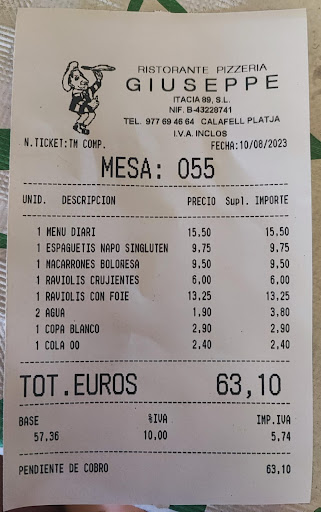 RISTORANTE PIZZERIA
GIUSEPPE
ITACIA 99, S.L.
NIF. B-43228741
TEL. 977 69 46 64 CALAFELL PLATJA
I.V.A. INCLOS
N.TICKET:TM COMP. FECHA:10/08/2023
MESA: 055
UNID. DESCRIPCION PRECIO Supl. IMPORTE
1 MENU DIARI 15,50 15,50
1 ESPAGUETIS NAPO SINGLUTEN 9,75 9,75
1 MACARRONES BOLORESA 9,50 9,50
1 RAVIOLIS CRUJIENTES 6,00 6,00
1 RAVIOLIS CON FOIE 13,25 13,25
2 AGUA 1,90 3,80
1 COPA BLANCO 2,90 2,90
1 COLA 00 2,40 2,40
TOT.EUROS 63,10
BASE %IVA IMP.IVA
57,36 10,00 5,74
PENDIENTE DE COBRO 63,10